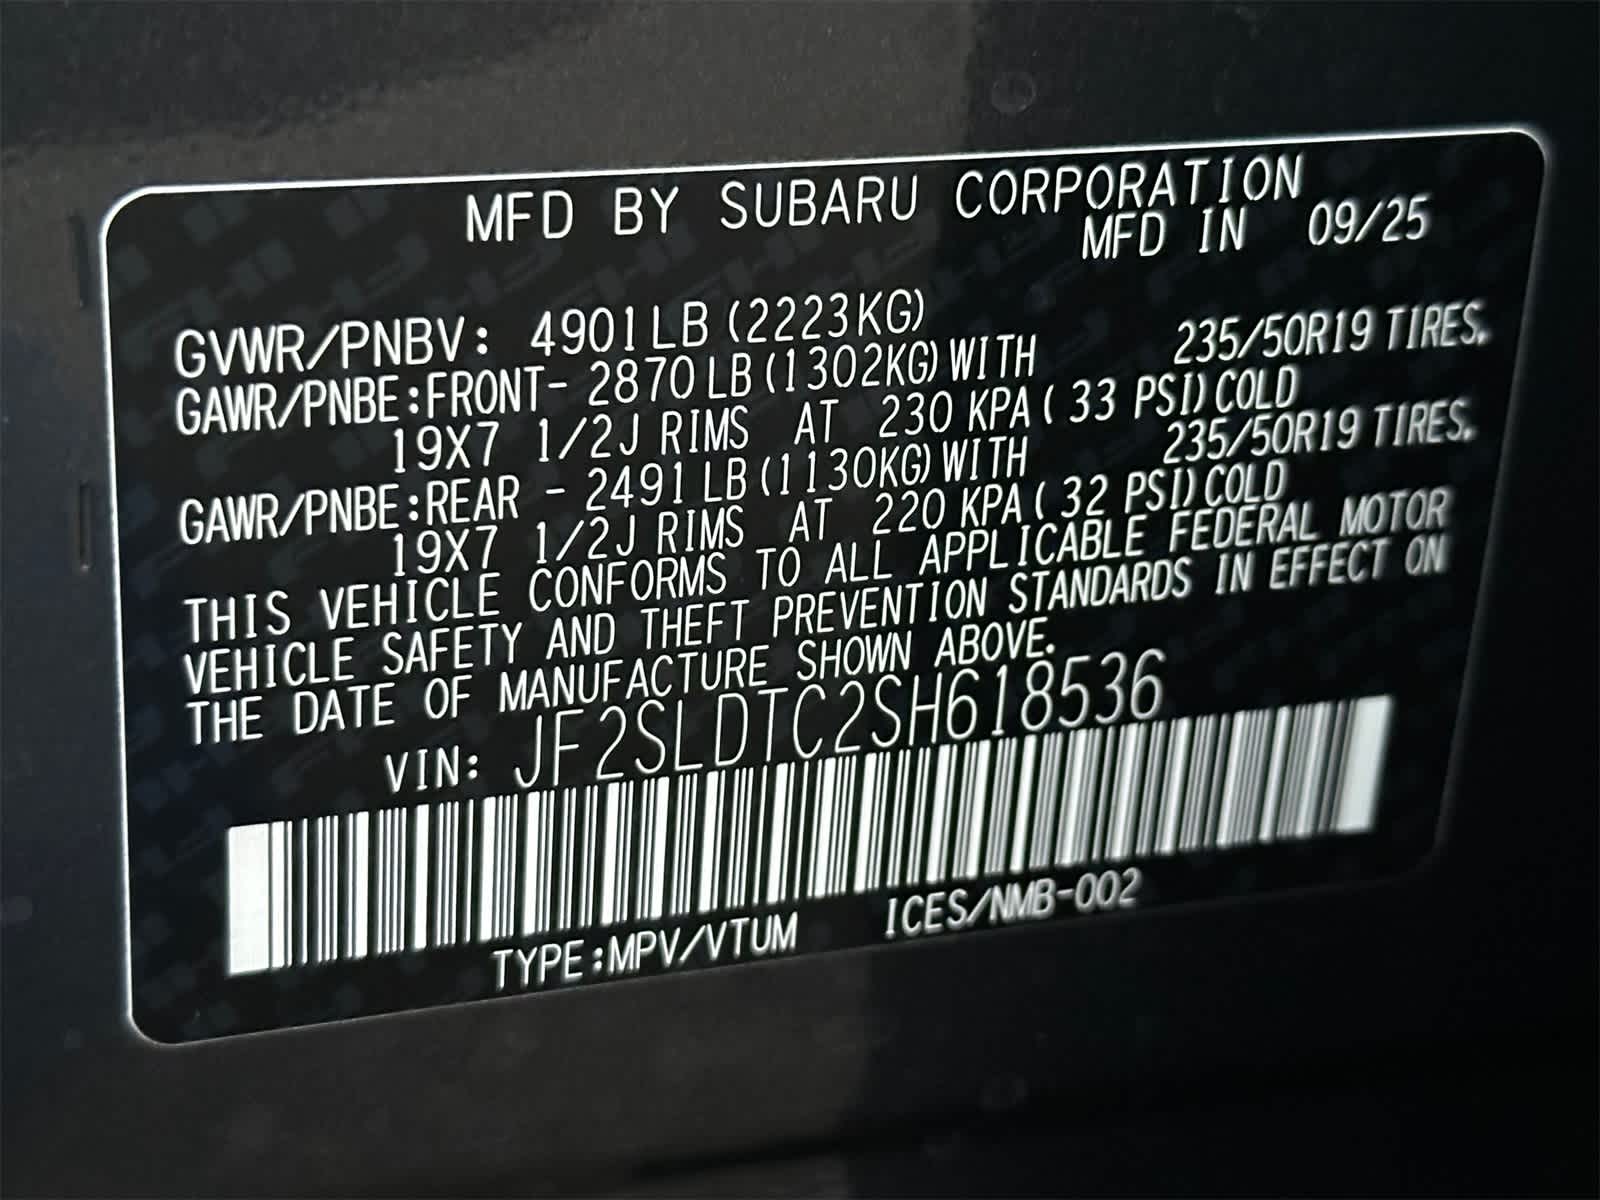 MFD BY SUBARU CORPORATION
MFD IN 09/25
GVWR/PNBV: 4901LB (2223KG)
GAWR/PNBE:FRONT- 2870LB(1302KG)WITH 235/50R19 TIRES,
19X7 1/2J RIMS AT 230 KPA( 33 PSI)COLD
GAWR/PNBE:REAR - 2491LB(1130KG)WITH 235/50R19 TIRES,
19X7 1/2J RIMS AT 220 KPA( 32 PSI)COLD
THIS VEHICLE CONFORMS TO ALL APPLICABLE FEDERAL MOTOR
VEHICLE SAFETY AND THEFT PREVENTION STANDARDS IN EFFECT ON
THE DATE OF MANUFACTURE SHOWN ABOVE.
VIN: JF2SLDTC2SH618536
TYPE:MPV/VTUM ICES/NMB-002